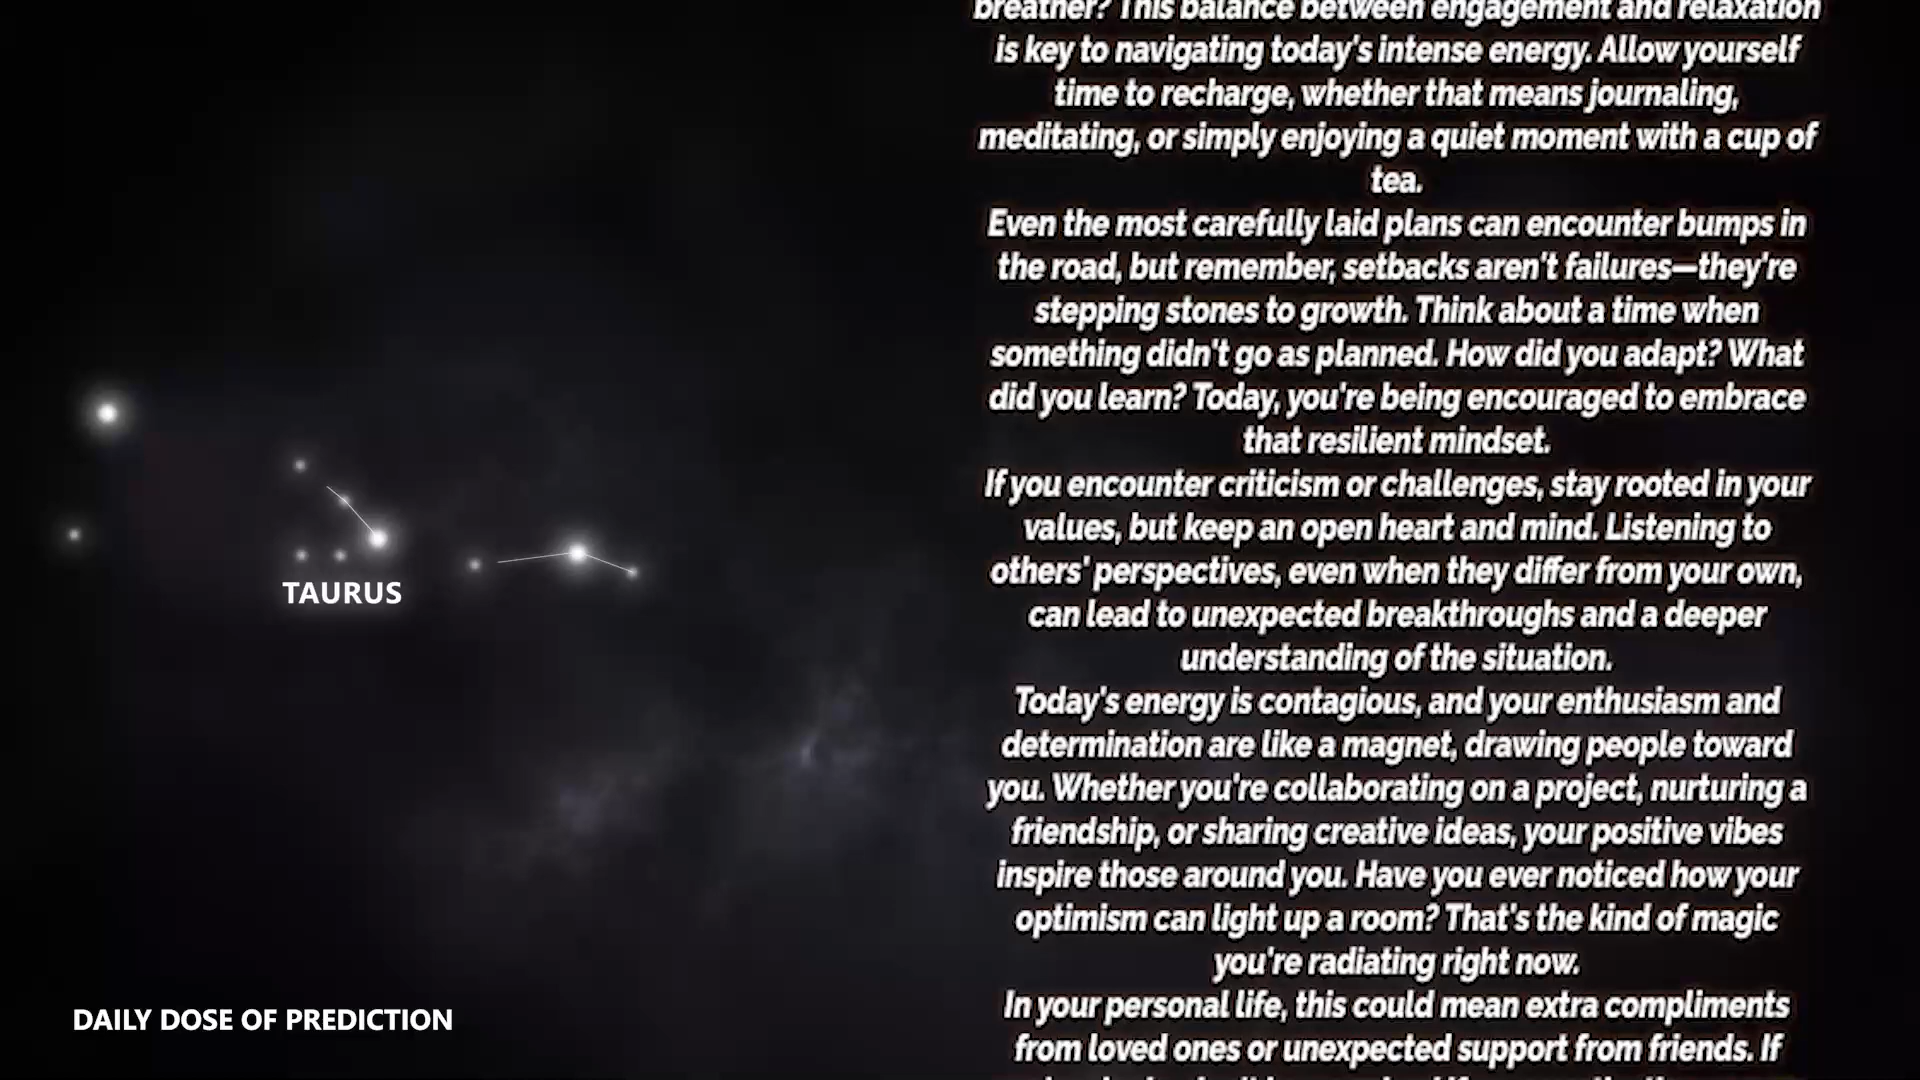 breather? This balance between engagement and relaxation
is key to navigating today's intense energy. Allow yourself
time to recharge, whether that means journaling,
meditating, or simply enjoying a quiet moment with a cup of
tea.
Even the most carefully laid plans can encounter bumps in
the road, but remember, setbacks aren't failures—they're
stepping stones to growth. Think about a time when
something didn't go as planned. How did you adapt? What
did you learn? Today, you're being encouraged to embrace
that resilient mindset.
If you encounter criticism or challenges, stay rooted in your
values, but keep an open heart and mind. Listening to
others' perspectives, even when they differ from your own,
can lead to unexpected breakthroughs and a deeper
understanding of the situation.
Today's energy is contagious, and your enthusiasm and
determination are like a magnet, drawing people toward
you. Whether you're collaborating on a project, nurturing a
friendship, or sharing creative ideas, your positive vibes
inspire those around you. Have you ever noticed how your
optimism can light up a room? That's the kind of magic
you're radiating right now.
In your personal life, this could mean extra compliments
from loved ones or unexpected support from friends. If
TAURUS
DAILY DOSE OF PREDICTION